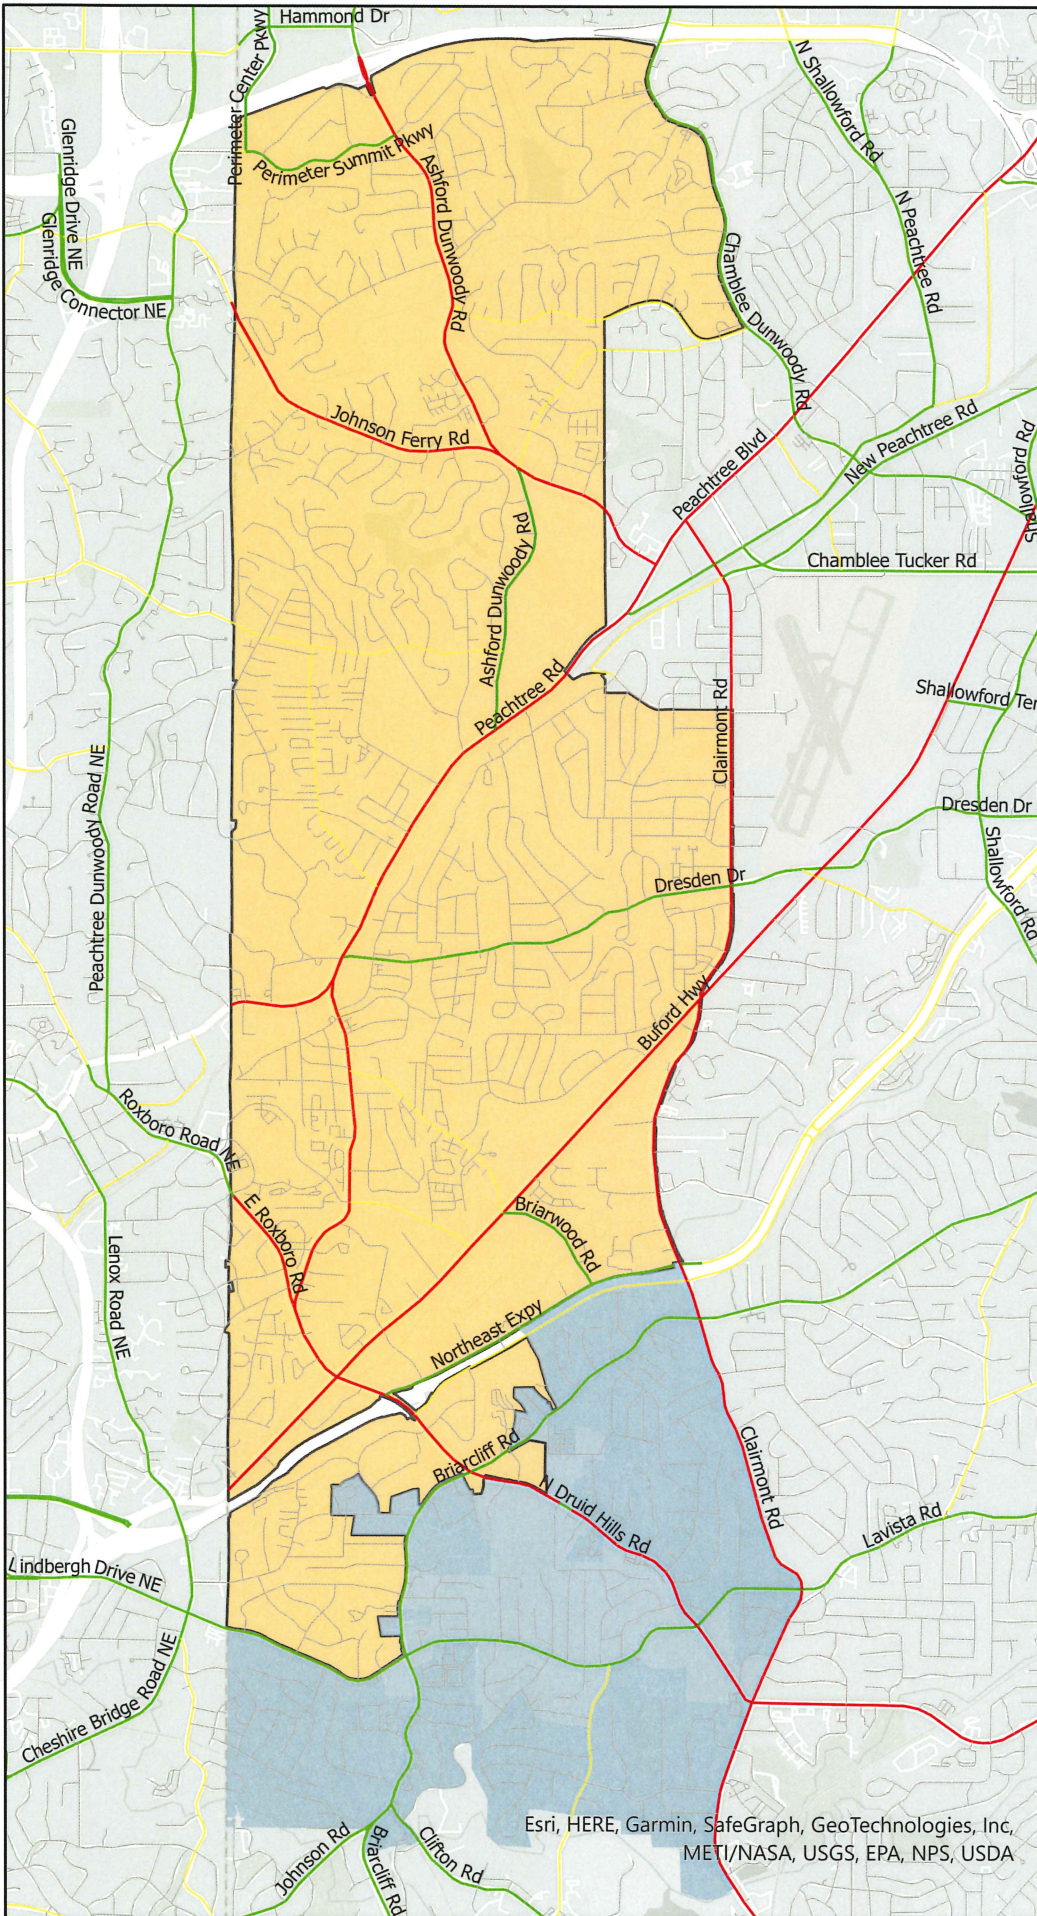 Hammond Dr
Perimeter Center Pkwy
N Shallowford Rd
Glenridge Drive NE
Perimeter Summit Pkwy
Ashford Dunwoody Rd
N Peachtree Rd
Glenridge Connector NE
Chamblee Dunwoody Rd
Johnson Ferry Rd
New Peachtree Rd
Peachtree Blvd
Shallowford Rd
Ashford Dunwoody Rd
Chamblee Tucker Rd
Peachtree Rd
Clairmont Rd
Shallowford Ter
Peachtree Dunwoody Road NE
Dresden Dr
Dresden Dr
Shallowford Rd
Buford Hwy
Roxboro Road NE
E Roxboro Rd
Briarwood Rd
Lenox Road NE
Northeast Expy
Briarcliff Rd
N Druid Hills Rd
Clairmont Rd
Lavista Rd
Lindbergh Drive NE
Cheshire Bridge Road NE
Johnson Rd
Briarcliff Rd
Clifton Rd
Esri, HERE, Garmin, SafeGraph, GeoTechnologies, Inc,
METI/NASA, USGS, EPA, NPS, USDA